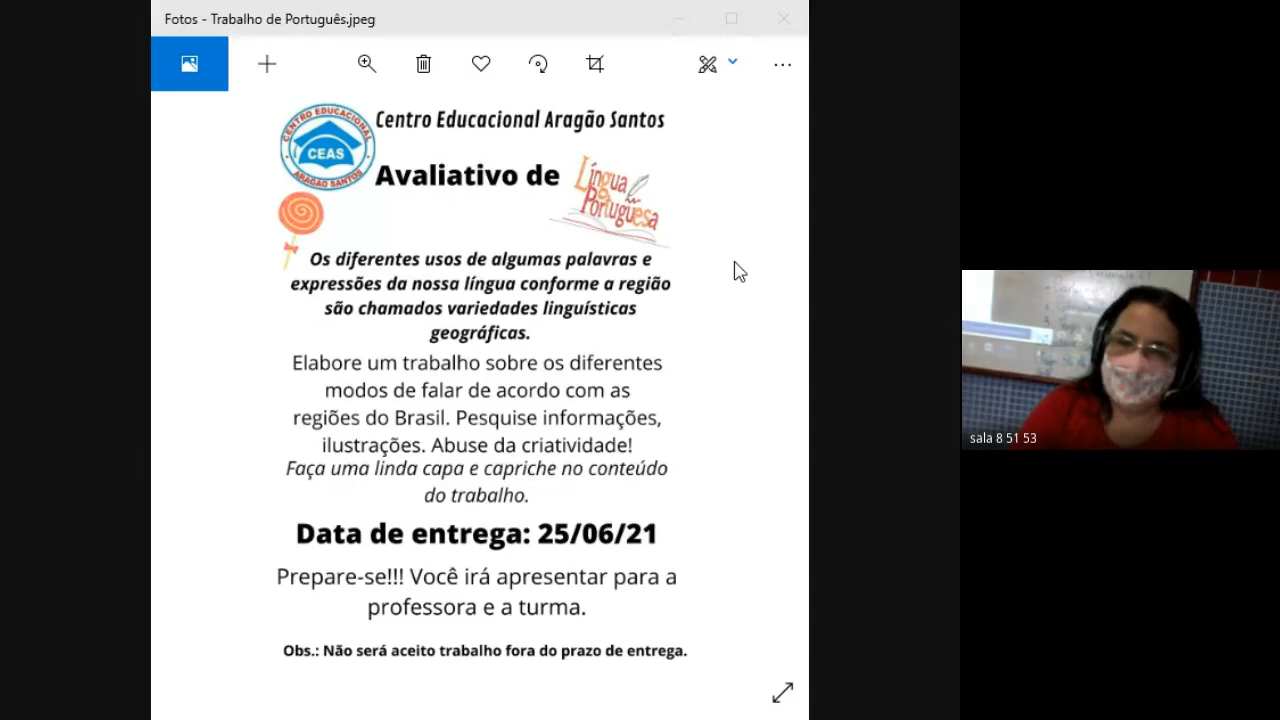 Fotos - Trabalho de Português.jpeg
CENTRO EDUCACIONAL
CEAS
ARAGÃO SANTOS
Centro Educacional Aragão Santos
Avaliativo de
Língua
Portuguesa
Os diferentes usos de algumas palavras e
expressões da nossa língua conforme a região
são chamados variedades linguísticas
geográficas.
Elabore um trabalho sobre os diferentes
modos de falar de acordo com as
regiões do Brasil. Pesquise informações,
ilustrações. Abuse da criatividade!
Faça uma linda capa e capriche no conteúdo
do trabalho.
Data de entrega: 25/06/21
Prepare-se!!! Você irá apresentar para a
professora e a turma.
Obs.: Não será aceito trabalho fora do prazo de entrega.
sala 8 51 53